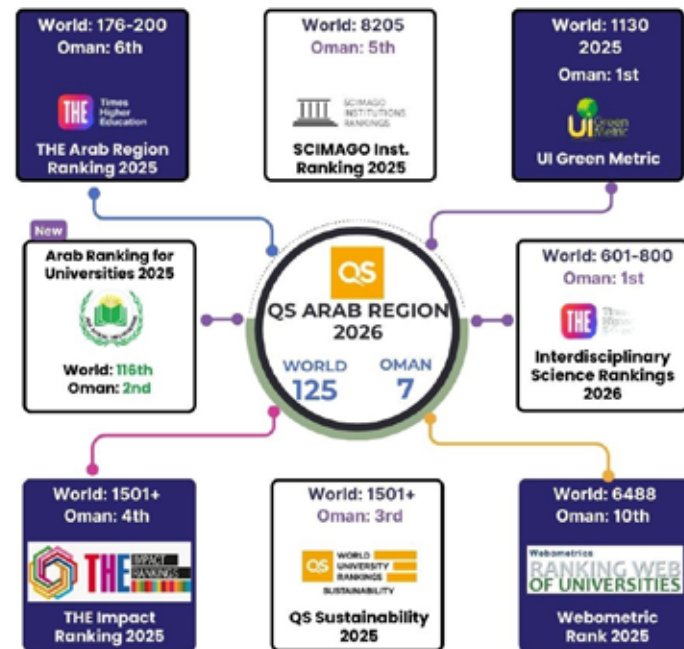 World: 176-200
Oman: 6th
THE
Times
Higher
Education
THE Arab Region
Ranking 2025
World: 8205
Oman: 5th
SCIMAGO
INSTITUTIONS
RANKINGS
SCIMAGO Inst.
Ranking 2025
World: 1130
2025
Oman: 1st
UI Green
Metric
UI Green Metric
New
Arab Ranking for
Universities 2025
World: 116th
Oman: 2nd
QS
QS ARAB REGION
2026
WORLD
125
OMAN
7
World: 601-800
Oman: 1st
THE
Interdisciplinary
Science Rankings
2026
World: 1501+
Oman: 4th
THE IMPACT
RANKINGS
THE Impact
Ranking 2025
World: 1501+
Oman: 3rd
QS
WORLD
UNIVERSITY
RANKINGS
SUSTAINABILITY
QS Sustainability
2025
World: 6488
Oman: 10th
Webometrics
RANKING WEB
OF UNIVERSITIES
Webometric
Rank 2025